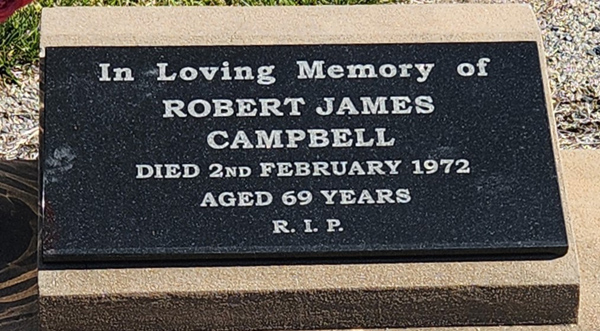 In Loving Memory of
ROBERT JAMES
CAMPBELL
DIED 2ND FEBRUARY 1972
AGED 69 YEARS
R. I. P.